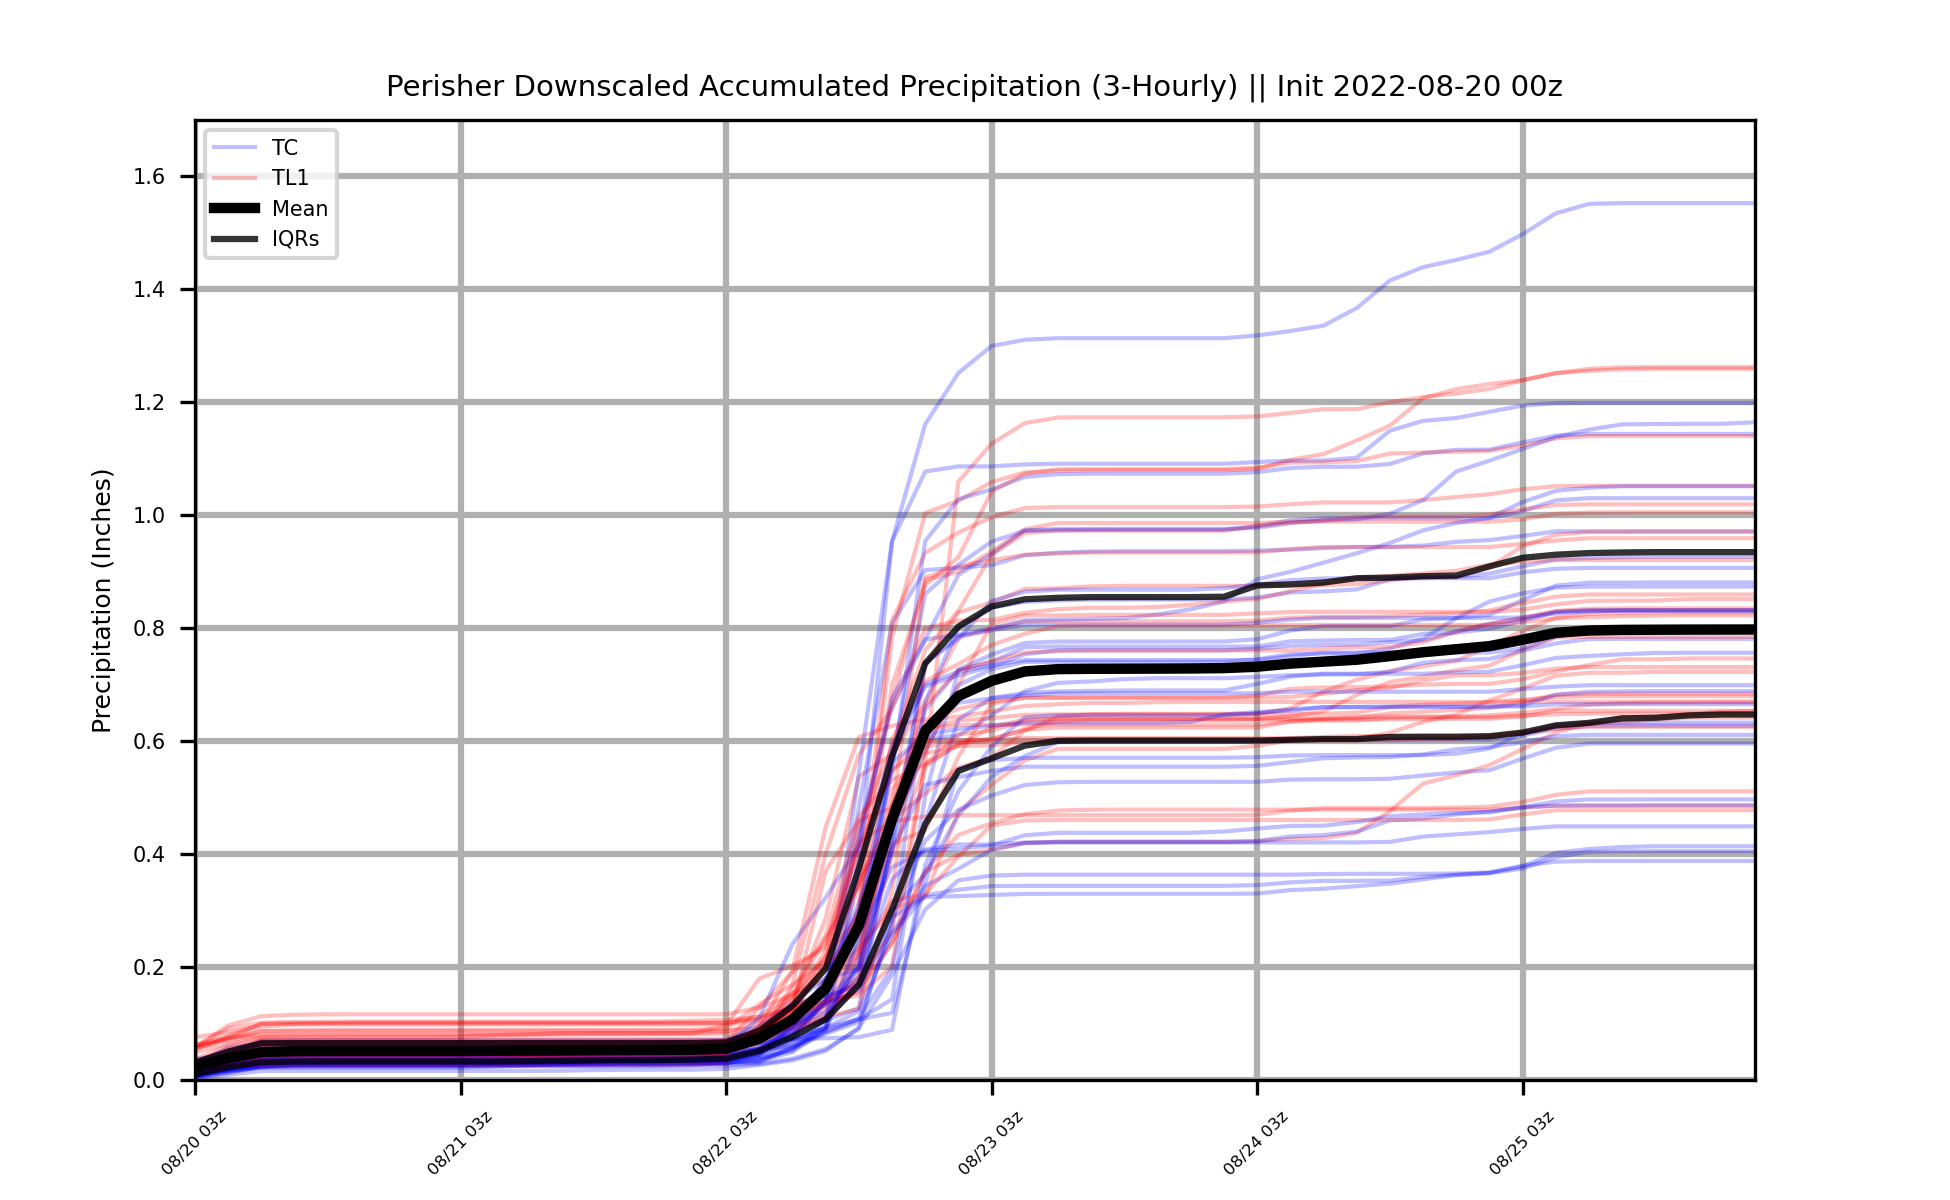 Perisher Downscaled Accumulated Precipitation (3-Hourly) || Init 2022-08-20 00z
TC
TL1
Mean
IQRs
Precipitation (Inches)
1.6
1.4
1.2
1.0
0.8
0.6
0.4
0.2
0.0
08/20 03z
08/21 03z
08/22 03z
08/23 03z
08/24 03z
08/25 03z